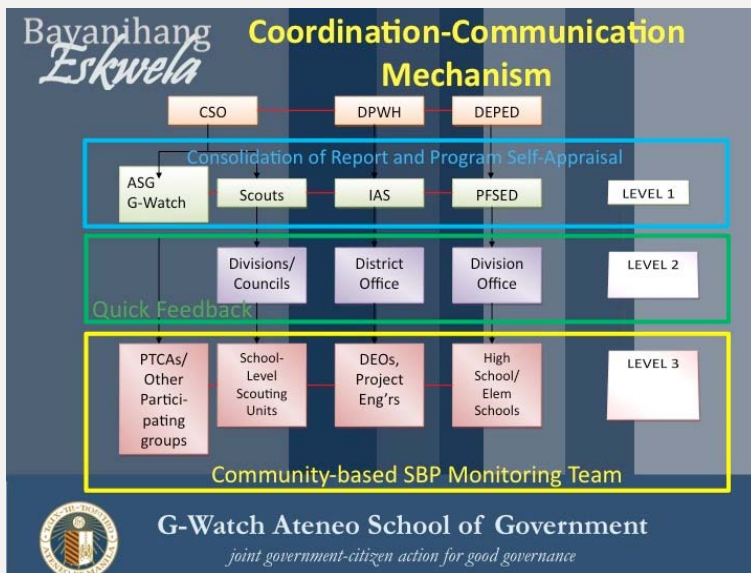 Bayanihang
Eskwela
Coordination-Communication
Mechanism
CSO
DPWH
DEPED
Consolidation of Report and Program Self-Appraisal
ASG
G-Watch
Scouts
IAS
PFSED
LEVEL 1
Divisions/
Councils
District
Office
Division
Office
LEVEL 2
Quick Feedback
PTCAs/
Other
Partici-
pating
groups
School-
Level
Scouting
Units
DEOs,
Project
Eng'rs
High
School/
Elem
Schools
LEVEL 3
Community-based SBP Monitoring Team
G-Watch Ateneo School of Government
joint government-citizen action for good governance